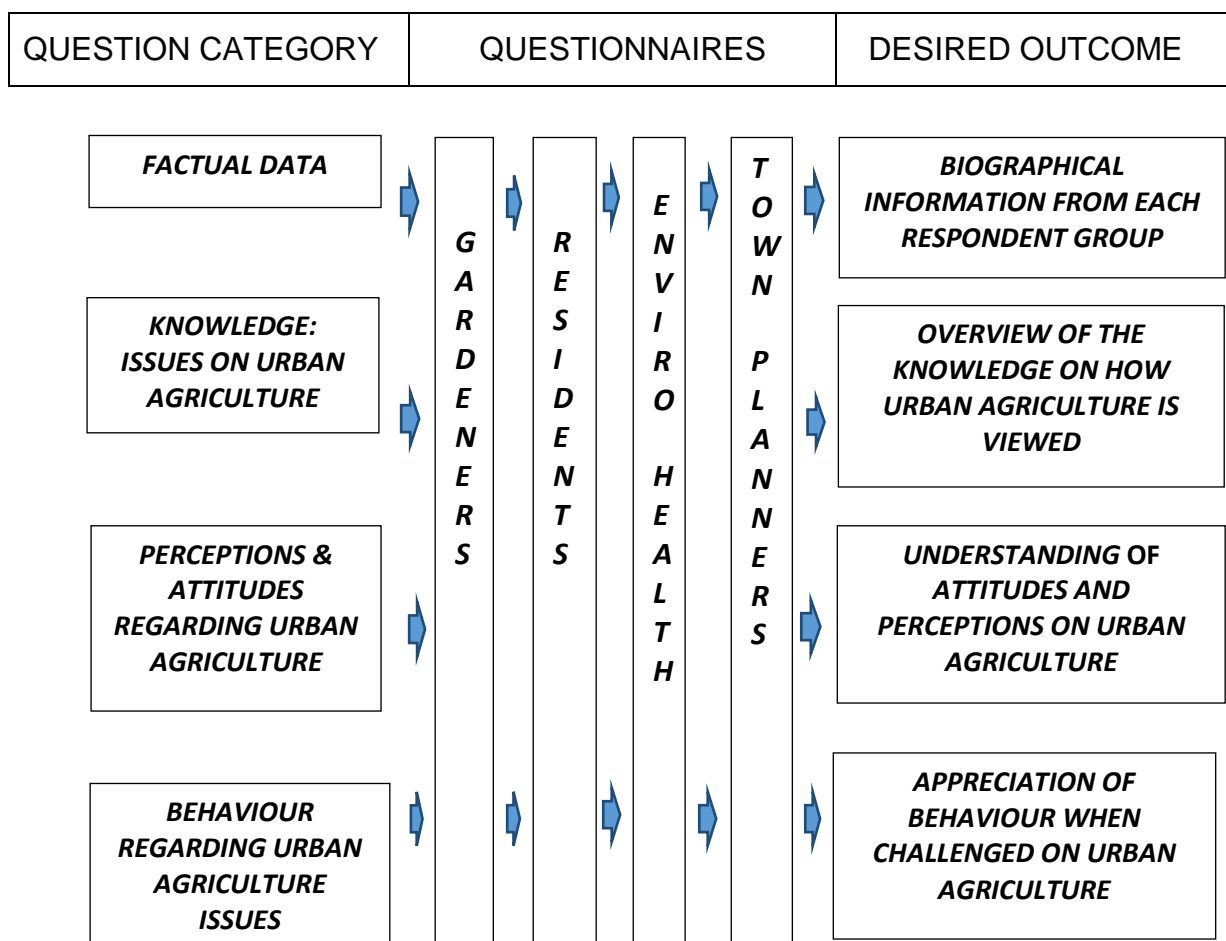 QUESTION CATEGORY
QUESTIONNAIRES
DESIRED OUTCOME
FACTUAL DATA
KNOWLEDGE:
ISSUES ON URBAN
AGRICULTURE
PERCEPTIONS &
ATTITUDES
REGARDING URBAN
AGRICULTURE
BEHAVIOUR
REGARDING URBAN
AGRICULTURE
ISSUES
GARDENERS
RESIDENTS
ENVIRO HEALTH
TOWN PLANNERS
BIOGRAPHICAL
INFORMATION FROM EACH
RESPONDENT GROUP
OVERVIEW OF THE
KNOWLEDGE ON HOW
URBAN AGRICULTURE IS
VIEWED
UNDERSTANDING OF
ATTITUDES AND
PERCEPTIONS ON URBAN
AGRICULTURE
APPRECIATION OF
BEHAVIOUR WHEN
CHALLENGED ON URBAN
AGRICULTURE